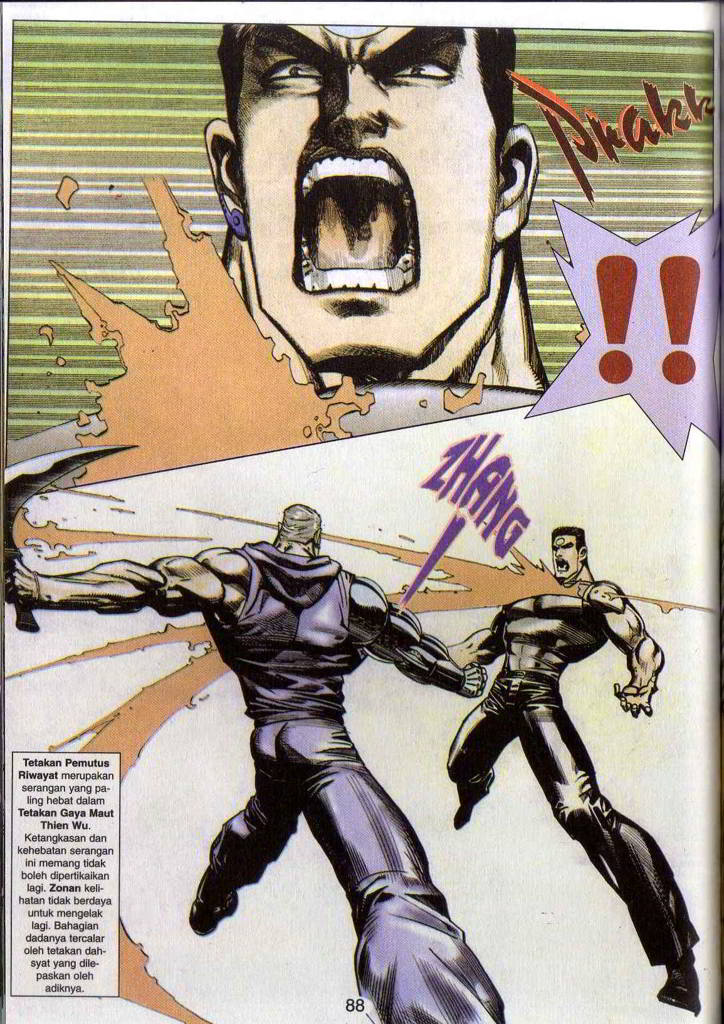 Prakk
!!
ZHANG
Tetakan Pemutus
Riwayat merupakan
serangan yang pa-
ling hebat dalam
Tetakan Gaya Maut
Thien Wu.
Ketangkasan dan
kehebatan serangan
ini memang tidak
boleh dipertikaikan
lagi. Zonan keli-
hatan tidak berdaya
untuk mengelak
lagi. Bahagian
dadanya tercalar
oleh tetakan dah-
syat yang dile-
paskan oleh
adiknya.
88